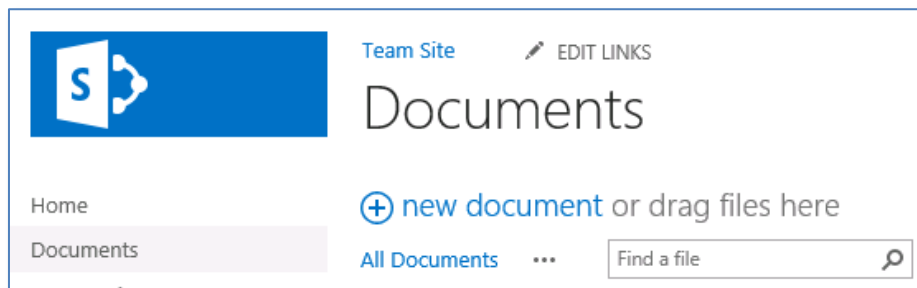 S
Team Site
EDIT LINKS
Documents
Home
Documents
new document or drag files here
All Documents ...
Find a file